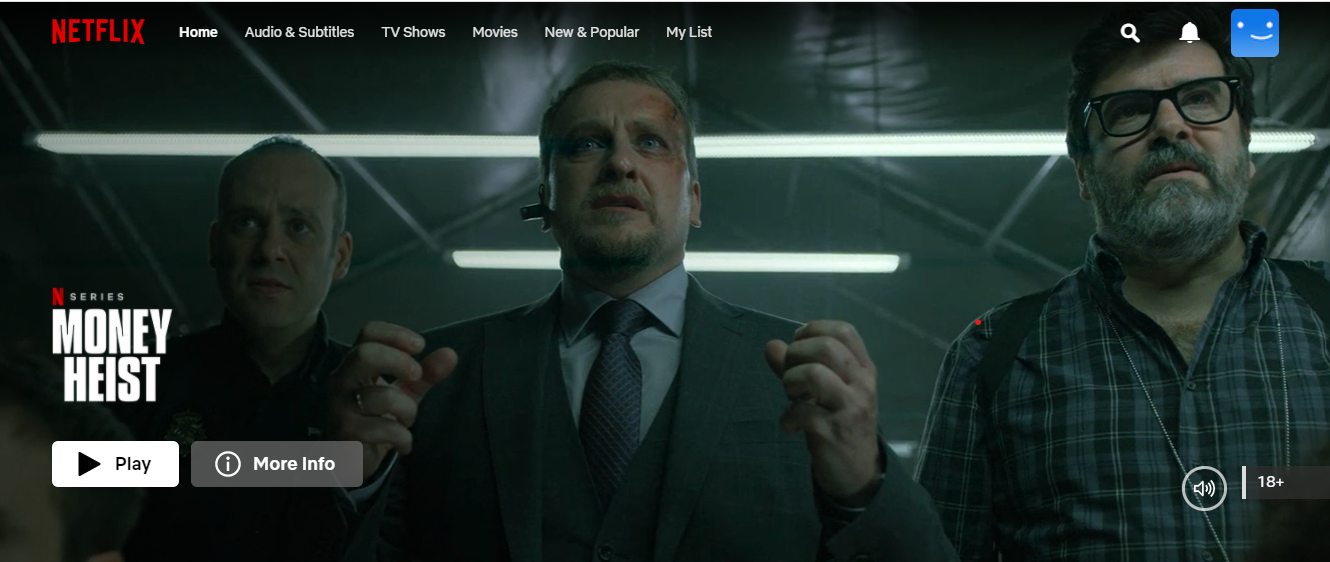 NETFLIX
Home Audio & Subtitles TV Shows Movies New & Popular My List
N SERIES
MONEY
HEIST
Play
More Info
18+